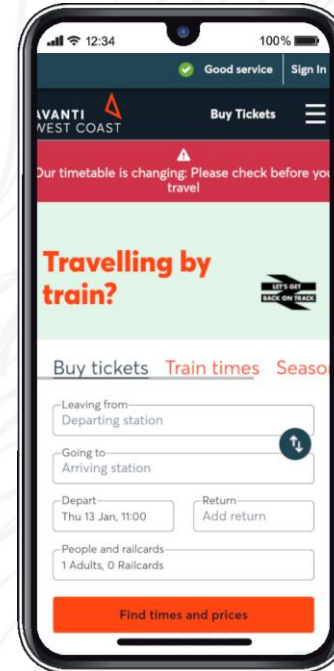 12:34
100%
Good service
Sign In
AVANTI
WEST COAST
Buy Tickets
Our timetable is changing: Please check before you
travel
Travelling by
train?
LET'S GET
BACK ON TRACK
Buy tickets
Train times
Seaso
Leaving from
Departing station
Going to
Arriving station
Depart
Return
Thu 13 Jan, 11:00
Add return
People and railcards
1 Adults, 0 Railcards
Find times and prices